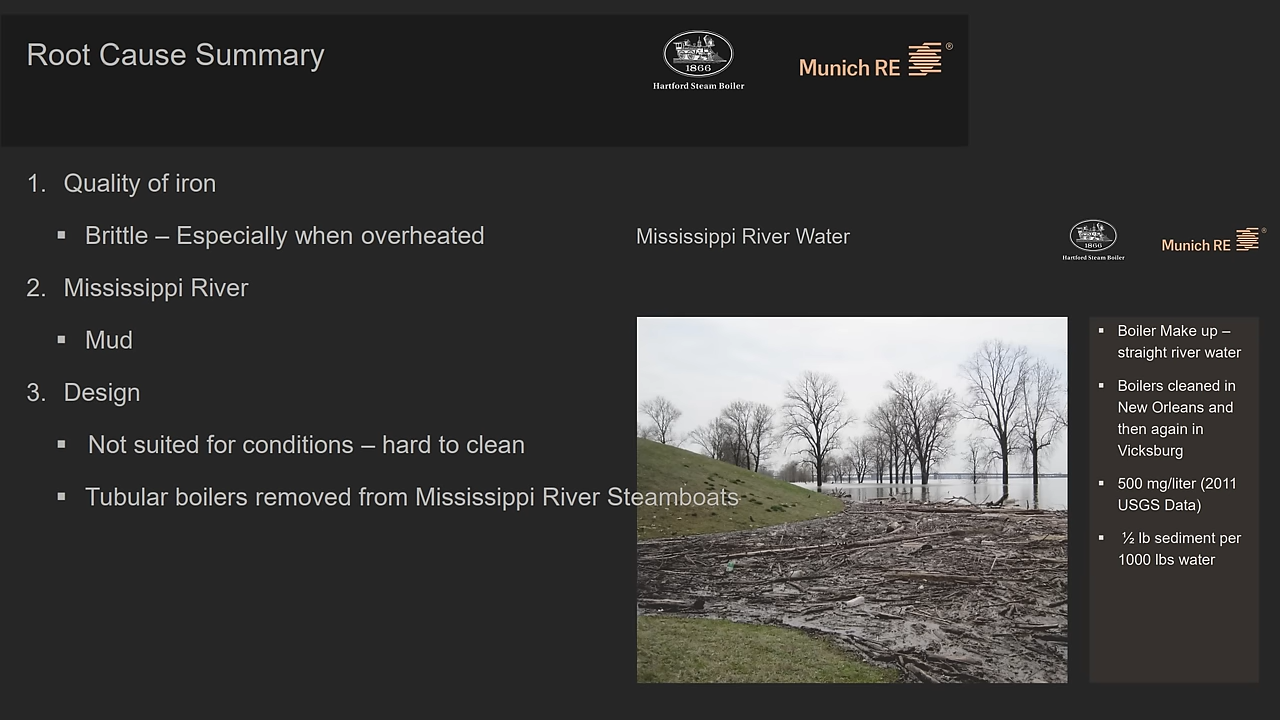 Root Cause Summary
1866
Hartford Steam Boiler
Munich RE
®
1. Quality of iron
▪ Brittle – Especially when overheated
2. Mississippi River
▪ Mud
3. Design
▪ Not suited for conditions – hard to clean
▪ Tubular boilers removed from Mississippi River Steamboats
Mississippi River Water
1866
Hartford Steam Boiler
Munich RE
®
▪ Boiler Make up –
straight river water
▪ Boilers cleaned in
New Orleans and
then again in
Vicksburg
▪ 500 mg/liter (2011
USGS Data)
▪ ½ lb sediment per
1000 lbs water